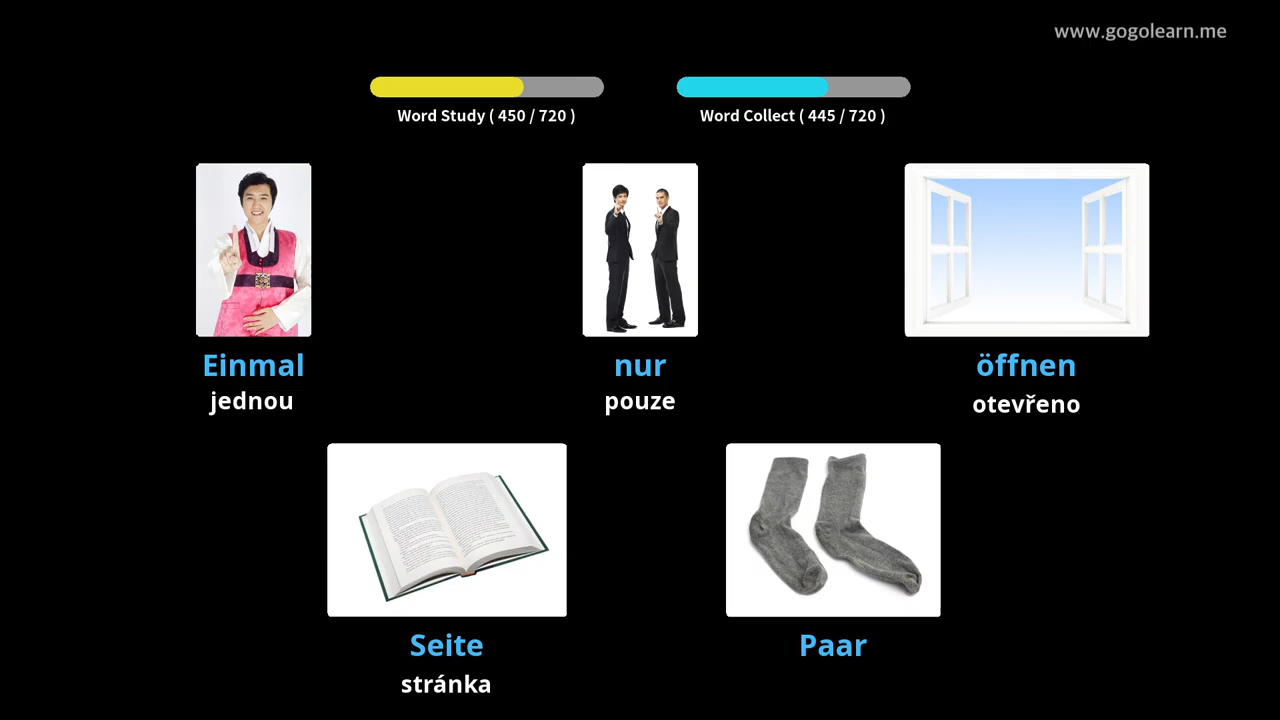 www.gogolearn.me
Word Study ( 450 / 720 )
Word Collect ( 445 / 720 )
Einmal
jednou
nur
pouze
öffnen
otevřeno
Seite
stránka
Paar